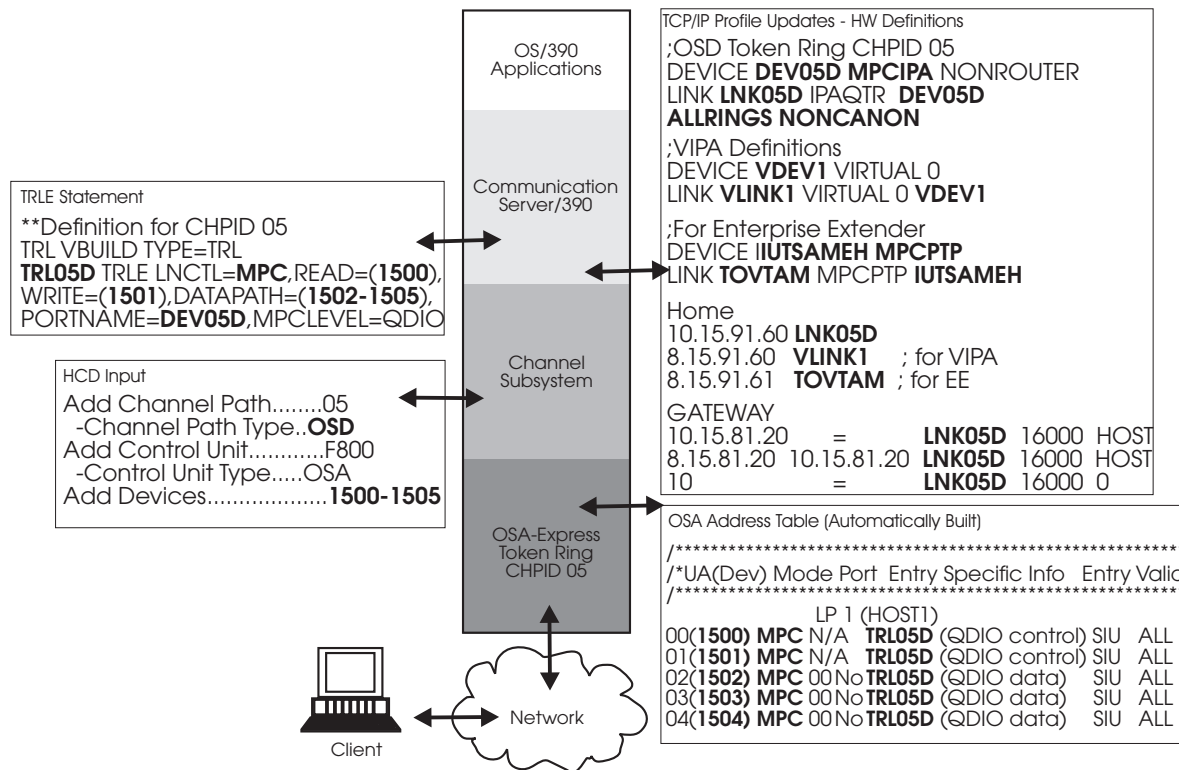 OS/390
Applications
Communication
Server/390
Channel
Subsystem
OSA-Express
Token Ring
CHPID 05
Network
Client
TRLE Statement
**Definition for CHPID 05
TRL VBUILD TYPE=TRL
TRL05D TRLE LNCTL=MPC,READ=(1500),
WRITE=(1501),DATAPATH=(1502-1505),
PORTNAME=DEV05D,MPCLEVEL=QDIO
HCD Input
Add Channel Path........05
-Channel Path Type..OSD
Add Control Unit............F800
-Control Unit Type.....OSA
Add Devices...................1500-1505
TCP/IP Profile Updates - HW Definitions
;OSD Token Ring CHPID 05
DEVICE DEV05D MPCIPA NONROUTER
LINK LNK05D IPAQTR DEV05D
ALLRINGS NONCANON
;VIPA Definitions
DEVICE VDEV1 VIRTUAL 0
LINK VLINK1 VIRTUAL 0 VDEV1
;For Enterprise Extender
DEVICE IIUTSAMEH MPCPTP
LINK TOVTAM MPCPTP IUTSAMEH
Home
10.15.91.60 LNK05D
8.15.91.60 VLINK1 ; for VIPA
8.15.91.61 TOVTAM ; for EE
GATEWAY
10.15.81.20 = LNK05D 16000 HOST
8.15.81.20 10.15.81.20 LNK05D 16000 HOST
10 = LNK05D 16000 0
OSA Address Table (Automatically Built)
/*******************************************************
/*UA(Dev) Mode Port Entry Specific Info Entry Valid
/*******************************************************
LP 1 (HOST1)
00(1500) MPC N/A TRL05D (QDIO control) SIU ALL
01(1501) MPC N/A TRL05D (QDIO control) SIU ALL
02(1502) MPC 00 No TRL05D (QDIO data) SIU ALL
03(1503) MPC 00 No TRL05D (QDIO data) SIU ALL
04(1504) MPC 00 No TRL05D (QDIO data) SIU ALL